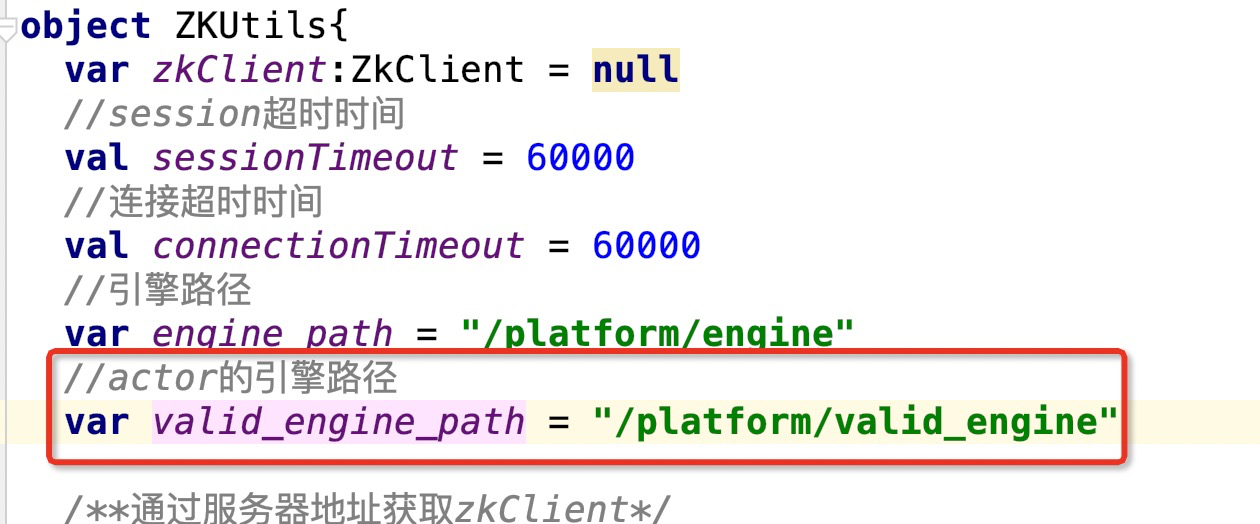 object ZKUtils{
var zkClient:ZkClient = null
//session超时时间
val sessionTimeout = 60000
//连接超时时间
val connectionTimeout = 60000
//引擎路径
var engine_path = "/platform/engine"
//actor的引擎路径
var valid_engine_path = "/platform/valid_engine"
/**通过服务器地址获取zkClient*/